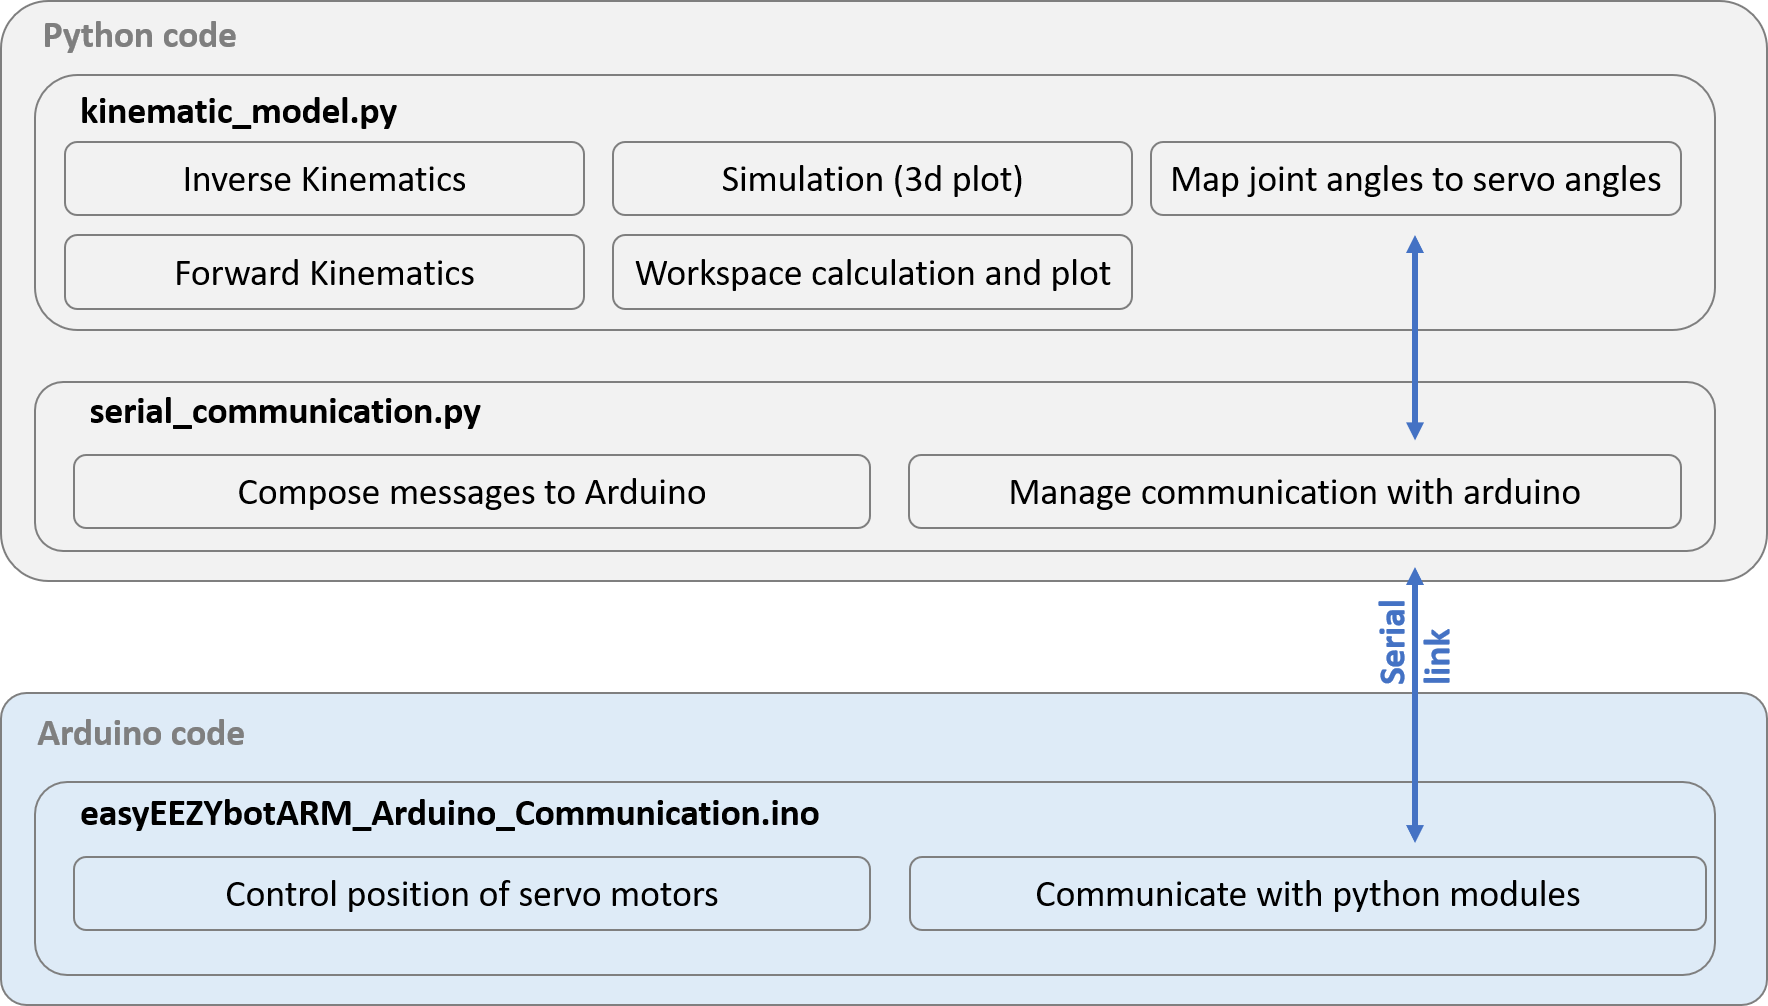 Python code
kinematic_model.py
Inverse Kinematics
Simulation (3d plot)
Map joint angles to servo angles
Forward Kinematics
Workspace calculation and plot
serial_communication.py
Compose messages to Arduino
Manage communication with arduino
Serial
link
Arduino code
easyEEZYbotARM_Arduino_Communication.ino
Control position of servo motors
Communicate with python modules